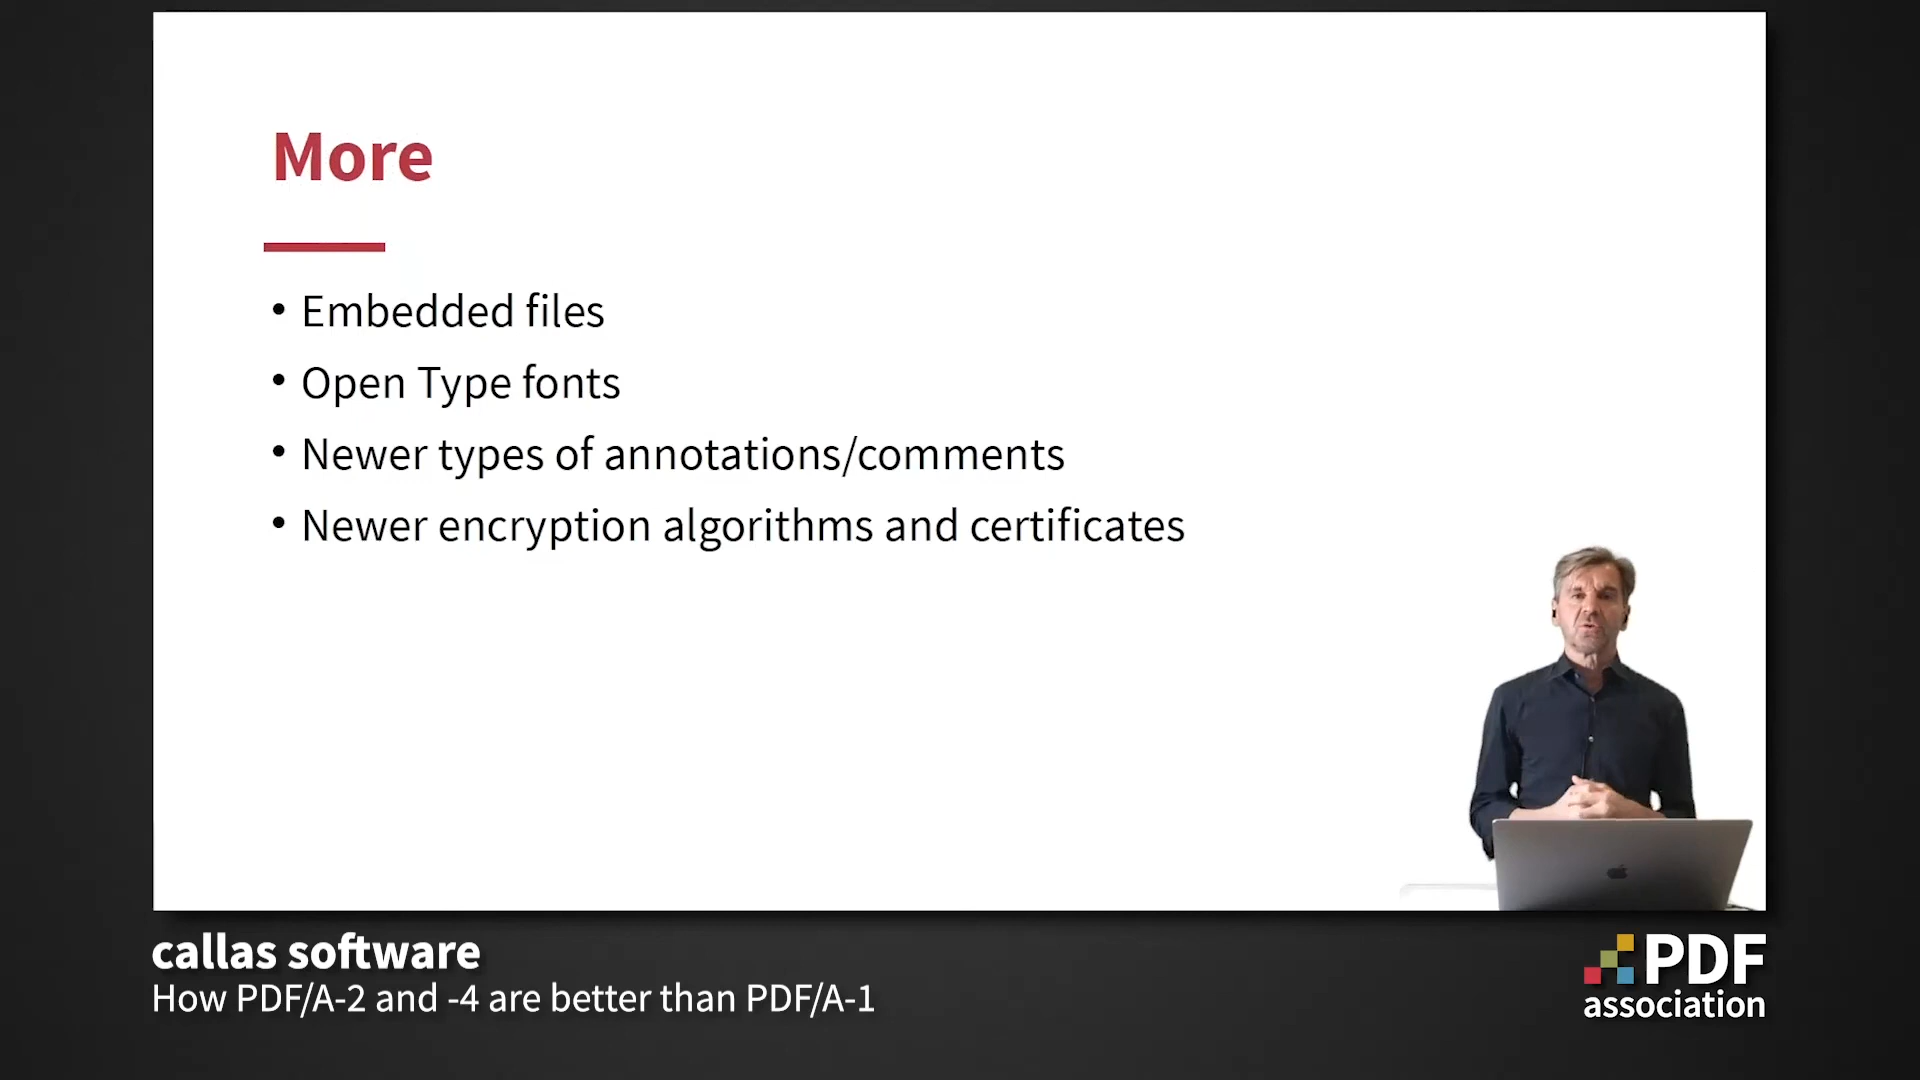 More
• Embedded files
• Open Type fonts
• Newer types of annotations/comments
• Newer encryption algorithms and certificates
callas software
How PDF/A-2 and -4 are better than PDF/A-1
PDF
association